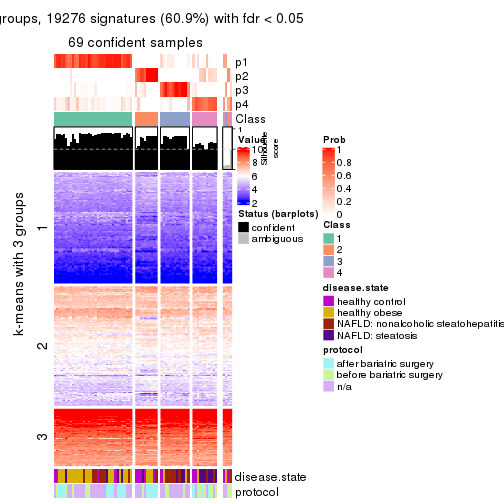 groups, 19276 signatures (60.9%) with fdr < 0.05
69 confident samples
p1
p2
p3
p4
Class
1
Silhouette
score
k-means with 3 groups
1
2
3
disease.state
protocol
Value
10
8
6
4
2
Status (barplots)
confident
ambiguous
Prob
1
0.8
0.6
0.4
0.2
0
Class
1
2
3
4
disease.state
healthy control
healthy obese
NAFLD: nonalcoholic steatohepatitis
NAFLD: steatosis
protocol
after bariatric surgery
before bariatric surgery
n/a